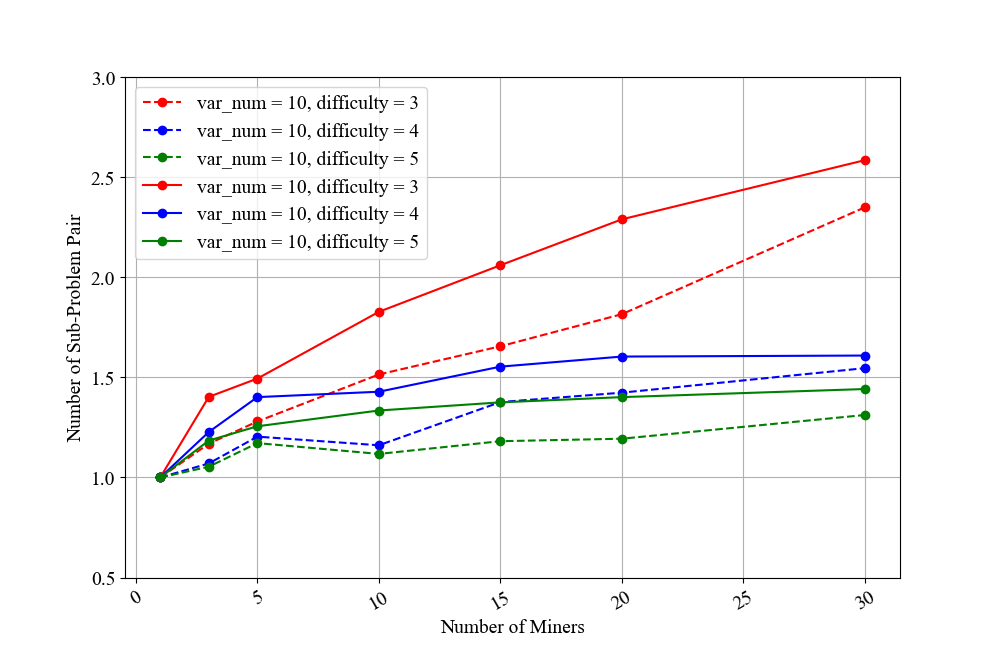 3.0
2.5
2.0
1.5
1.0
0.5
Number of Sub-Problem Pair
var_num = 10, difficulty = 3
var_num = 10, difficulty = 4
var_num = 10, difficulty = 5
var_num = 10, difficulty = 3
var_num = 10, difficulty = 4
var_num = 10, difficulty = 5
0 5 10 15 20 25 30
Number of Miners